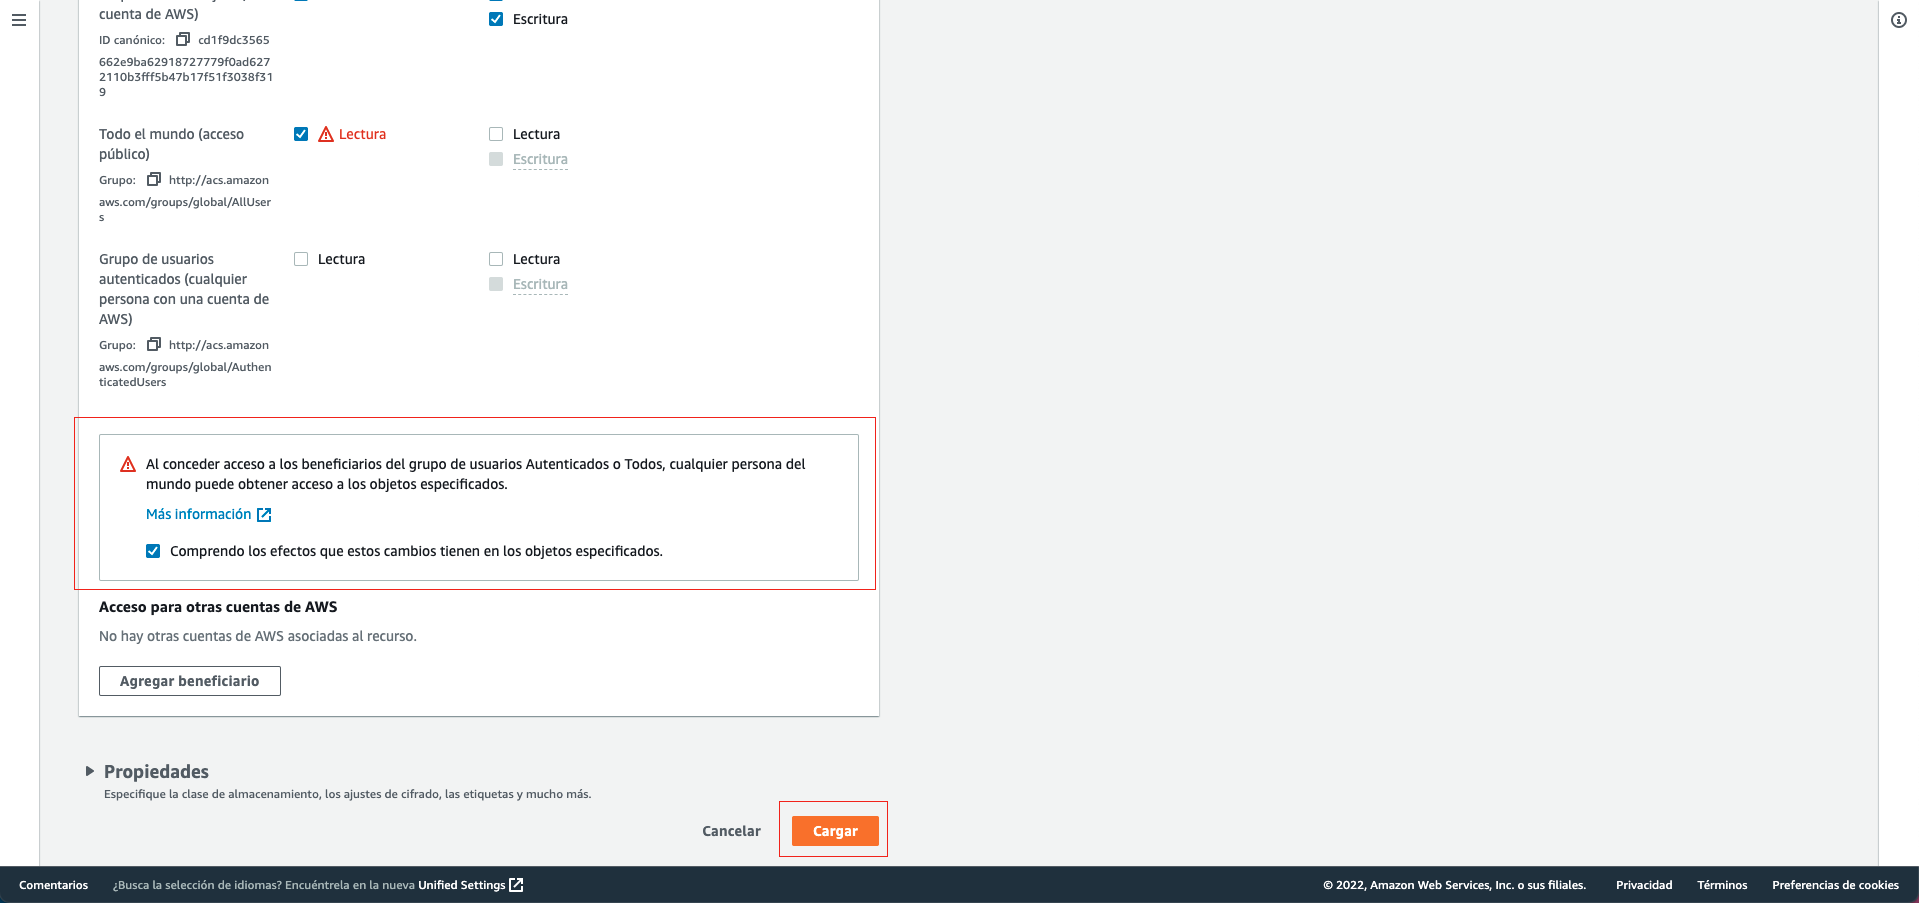 cuenta de AWS)
Escritura
ID canónico: cd1f9dc3565
662e9ba62918727779f0ad627
2110b3fff5b47b17f51f3038f31
9
Todo el mundo (acceso
público)
Lectura
Lectura
Escritura
Grupo: http://acs.amazon
aws.com/groups/global/AllUser
s
Grupo de usuarios
autenticados (cualquier
persona con una cuenta de
AWS)
Lectura
Lectura
Escritura
Grupo: http://acs.amazon
aws.com/groups/global/Authen
ticatedUsers
Al conceder acceso a los beneficiarios del grupo de usuarios Autenticados o Todos, cualquier persona del
mundo puede obtener acceso a los objetos especificados.
Más información
Comprendo los efectos que estos cambios tienen en los objetos especificados.
Acceso para otras cuentas de AWS
No hay otras cuentas de AWS asociadas al recurso.
Agregar beneficiario
Propiedades
Especifique la clase de almacenamiento, los ajustes de cifrado, las etiquetas y mucho más.
Cancelar
Cargar
Comentarios
¿Busca la selección de idiomas? Encuéntrela en la nueva Unified Settings
© 2022, Amazon Web Services, Inc. o sus filiales.
Privacidad
Términos
Preferencias de cookies